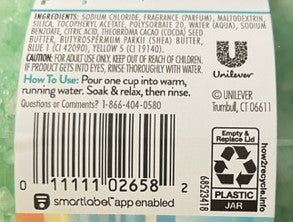 INGREDIENTS: SODIUM CHLORIDE, FRAGRANCE (PARFUM), MALTODEXTRIN,
SILICA, TOCOPHERYL ACETATE, POLYSORBATE 20, WATER (AQUA), SODIUM
BENZOATE, CITRIC ACID, THEOBROMA CACAO (COCOA) SEED
BUTTER, BUTYROSPERMUM PARKII (SHEA) BUTTER,
BLUE 1 (CI 42090), YELLOW 5 (CI 19140).
CAUTION: FOR ADULT USE ONLY. KEEP OUT OF REACH OF CHILDREN.
IF PRODUCT GETS INTO EYES, RINSE THOROUGHLY WITH WATER.
How To Use: Pour one cup into warm,
running water. Soak & relax, then rinse.
Questions or Comments? 1-866-404-0580
Unilever
© UNILEVER
Trumbull, CT 06611
0 11111 02658 2
68523418
smartlabel™ app enabled
Empty &
Replace Lid
PLASTIC
JAR
how2recycle.info